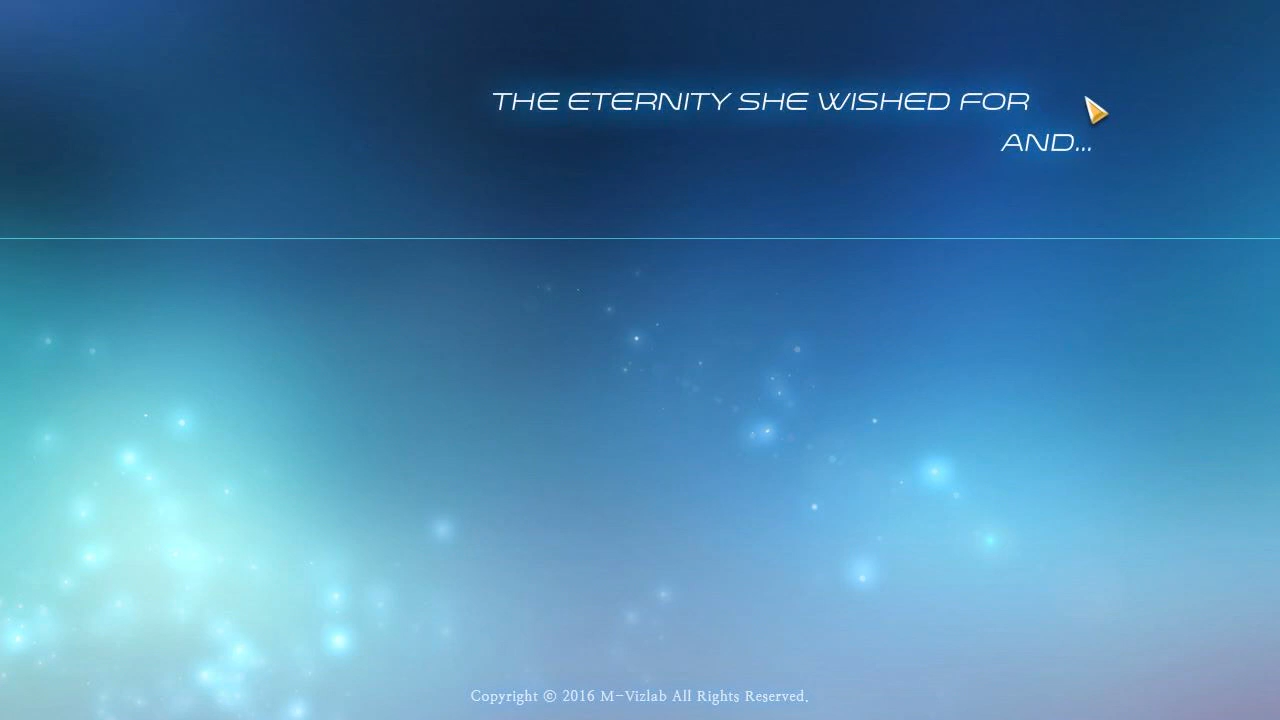 THE ETERNITY SHE WISHED FOR
AND...
Copyright ⓒ 2016 M-Vizlab All Rights Reserved.